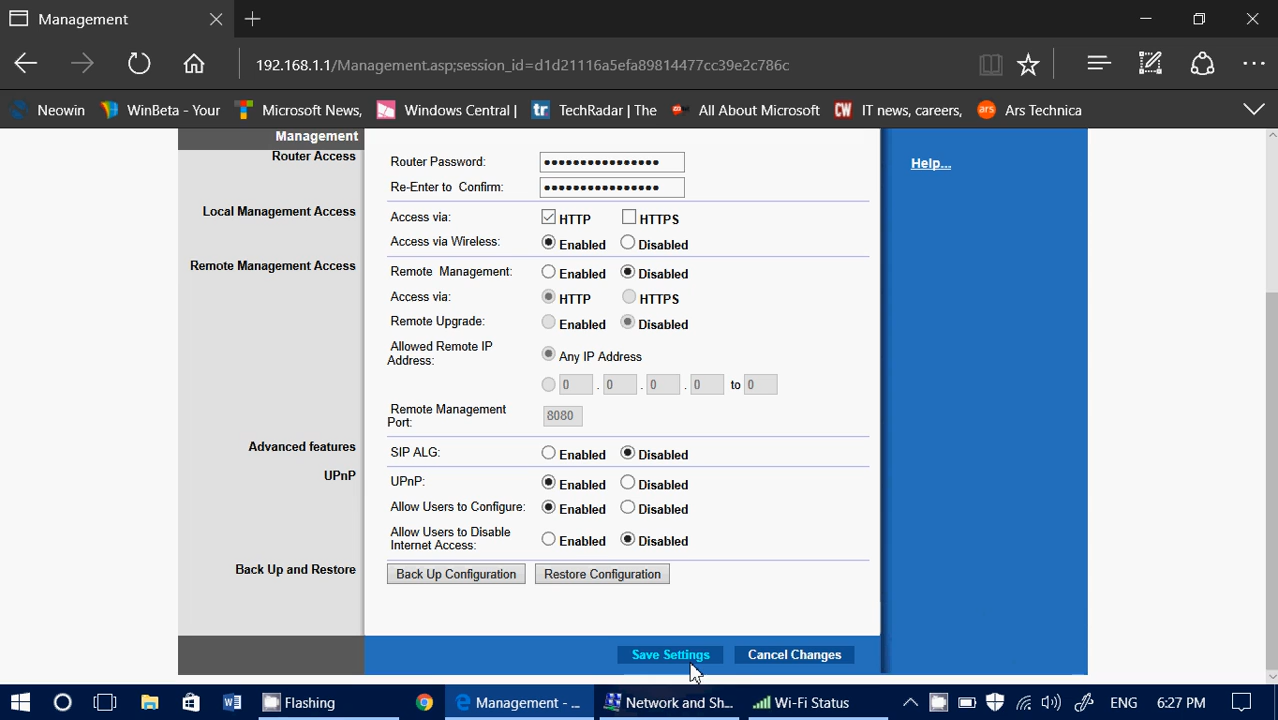 Management
192.168.1.1/Management.asp;session_id=d1d21116a5efa89814477cc39e2c786c
Neowin WinBeta - Your Microsoft News, Windows Central | TechRadar | The All About Microsoft CW IT news, careers, ars Ars Technica
Management
Router Access
Router Password: ••••••••••••••••
Re-Enter to Confirm: ••••••••••••••••
Help...
Local Management Access
Access via: HTTP HTTPS
Access via Wireless: Enabled Disabled
Remote Management Access
Remote Management: Enabled Disabled
Access via: HTTP HTTPS
Remote Upgrade: Enabled Disabled
Allowed Remote IP
Address:
Any IP Address
0 . 0 . 0 . 0 to 0
Remote Management
Port:
8080
Advanced features
SIP ALG: Enabled Disabled
UPnP
UPnP: Enabled Disabled
Allow Users to Configure: Enabled Disabled
Allow Users to Disable
Internet Access:
Enabled Disabled
Back Up and Restore
Back Up Configuration Restore Configuration
Save Settings Cancel Changes
Flashing Management - ... Network and Sh... Wi-Fi Status ENG 6:27 PM